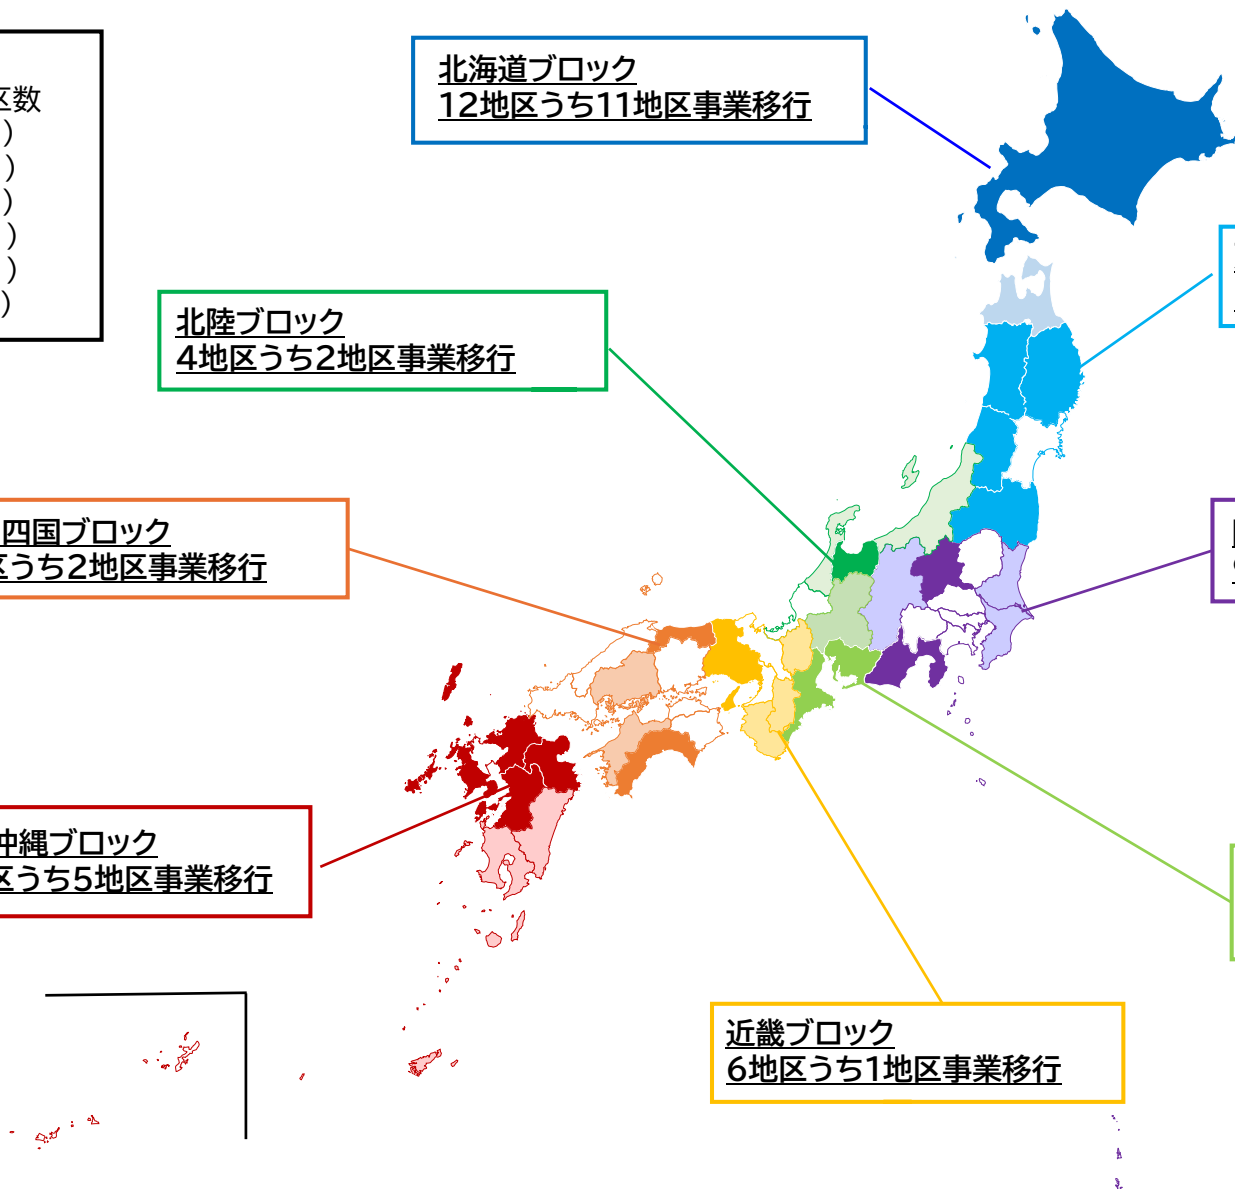 区数
)
)
)
)
)
)
北海道ブロック
12地区うち11地区事業移行
北陸ブロック
4地区うち2地区事業移行
四国ブロック
区うち2地区事業移行
沖縄ブロック
区うち5地区事業移行
近畿ブロック
6地区うち1地区事業移行